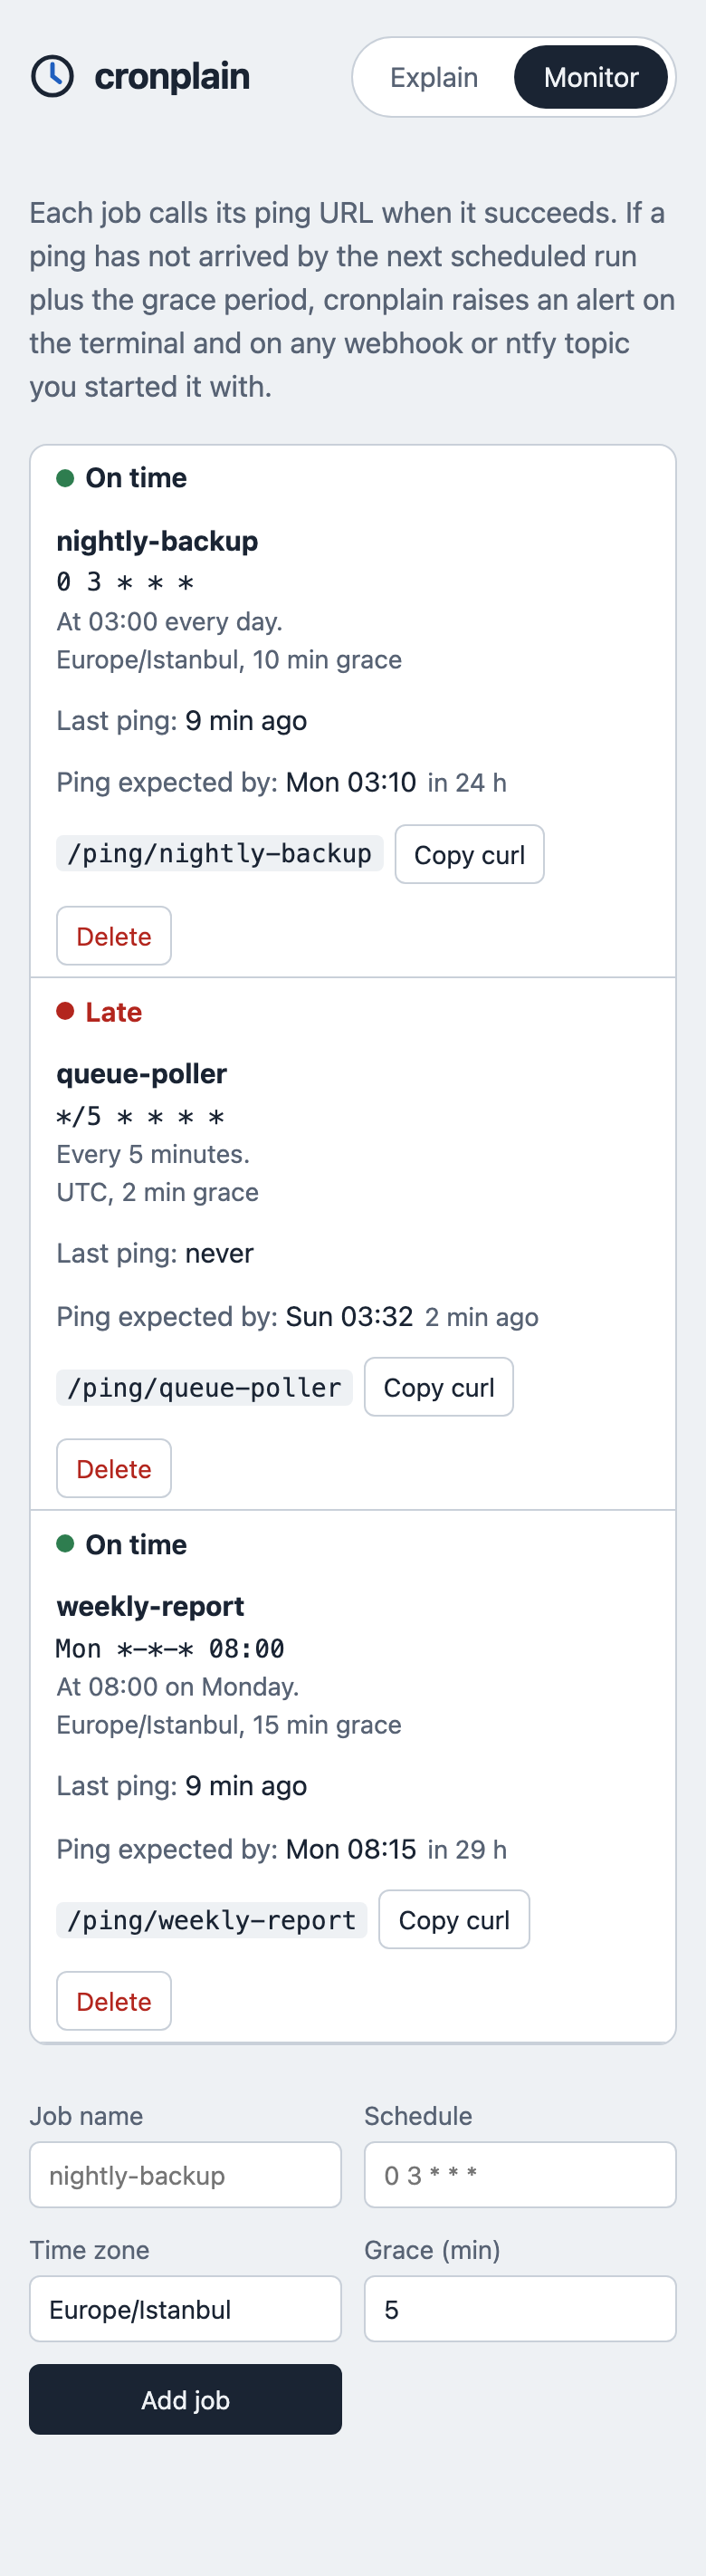 cronplain
Explain
Monitor
Each job calls its ping URL when it succeeds. If a
ping has not arrived by the next scheduled run
plus the grace period, cronplain raises an alert on
the terminal and on any webhook or ntfy topic
you started it with.
On time
nightly-backup
0 3 * * *
At 03:00 every day.
Europe/Istanbul, 10 min grace
Last ping: 9 min ago
Ping expected by: Mon 03:10 in 24 h
/ping/nightly-backup Copy curl
Delete
Late
queue-poller
*/5 * * * *
Every 5 minutes.
UTC, 2 min grace
Last ping: never
Ping expected by: Sun 03:32 2 min ago
/ping/queue-poller Copy curl
Delete
On time
weekly-report
Mon *-*-* 08:00
At 08:00 on Monday.
Europe/Istanbul, 15 min grace
Last ping: 9 min ago
Ping expected by: Mon 08:15 in 29 h
/ping/weekly-report Copy curl
Delete
Job name Schedule
nightly-backup 0 3 * * *
Time zone Grace (min)
Europe/Istanbul 5
Add job